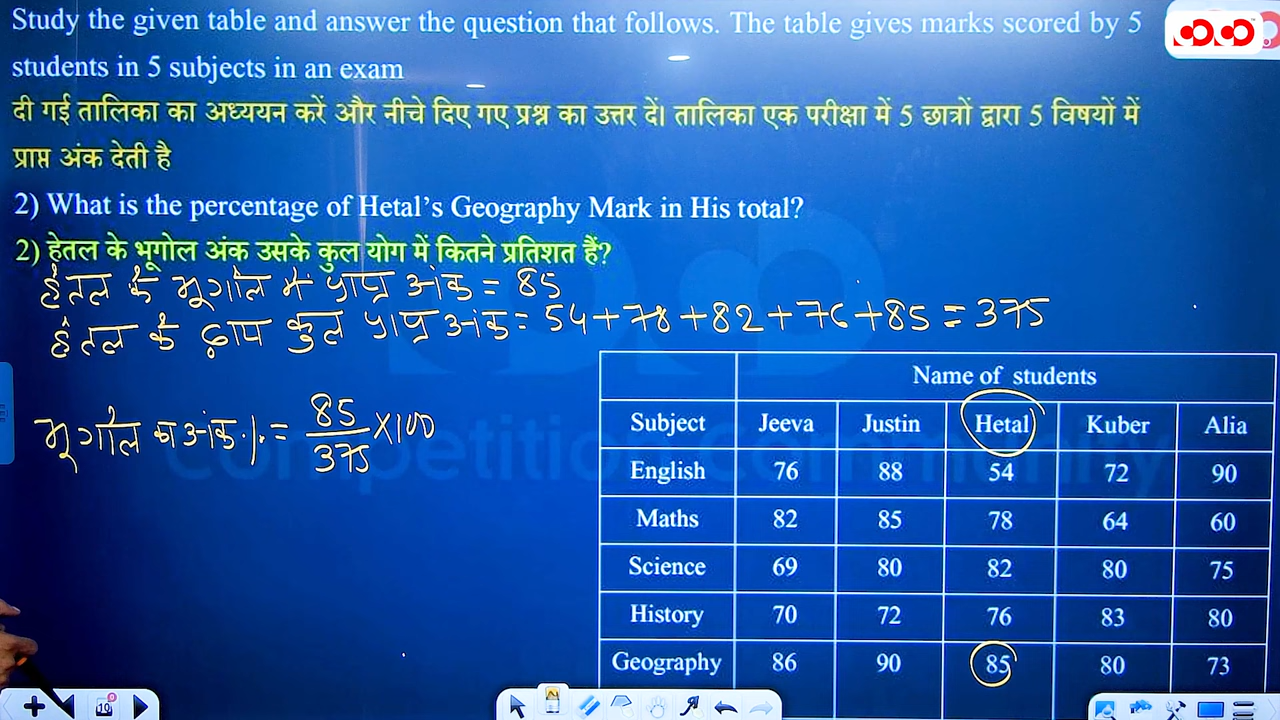 Study the given table and answer the question that follows. The table gives marks scored by 5
students in 5 subjects in an exam
दी गई तालिका का अध्ययन करें और नीचे दिए गए प्रश्न का उत्तर दें। तालिका एक परीक्षा में 5 छात्रों द्वारा 5 विषयों में
प्राप्त अंक देती है
2) What is the percentage of Hetal's Geography Mark in His total?
2) हेतल के भूगोल अंक उसके कुल योग में कितने प्रतिशत हैं?
हेतल के भूगोल में प्राप्त अंक = 85
हेतल के द्वारा कुल प्राप्त अंक = 54+78+82+76+85 = 375
भूगोल का अंक % = 85/375 × 100
Name of students
Subject Jeeva Justin Hetal Kuber Alia
English 76 88 54 72 90
Maths 82 85 78 64 60
Science 69 80 82 80 75
History 70 72 76 83 80
Geography 86 90 85 80 73
10